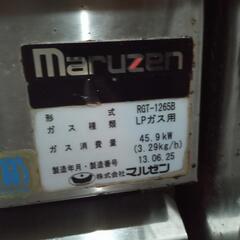 maruzen
形式 RGT-1265B
ガス種類 LPガス用
ガス消費量 45.9kW
(3.29kg/h)
製造年月・製造番号 13.06.25
株式会社マルゼン